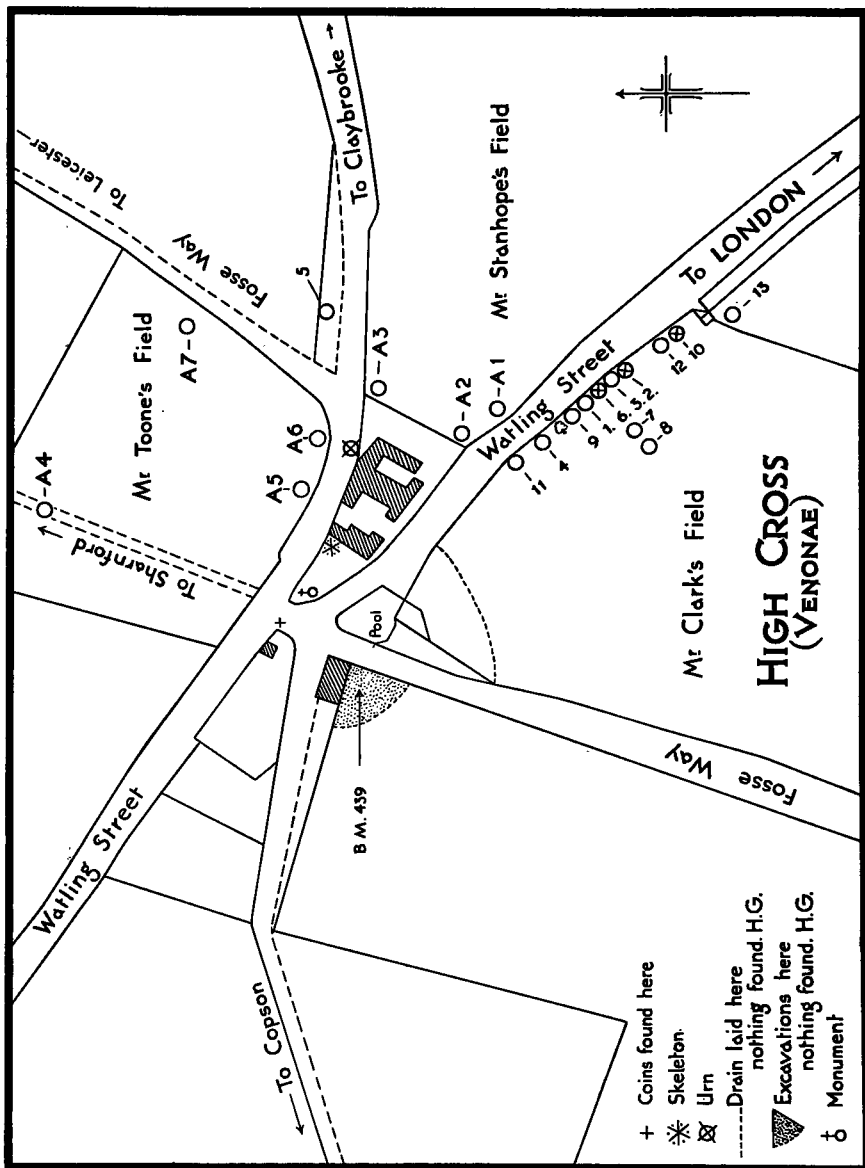 To Leicester
Fosse Way
To Claybrooke →
5
A7
Mr Toone's Field
A3
Mr Stanhope's Field
A6
A5
A4
To Sharnford
A2
A1
Watling Street
To LONDON
13
12
10
11
4
9
1.
6.
3.
2.
7
8
Pool
B.M. 439
Mr Clark's Field
HIGH CROSS
(VENONAE)
Fosse Way
Watling Street
To Copson
Coins found here
Skeleton.
Urn
Drain laid here
nothing found. H.G.
Excavations here
nothing found. H.G.
Monument